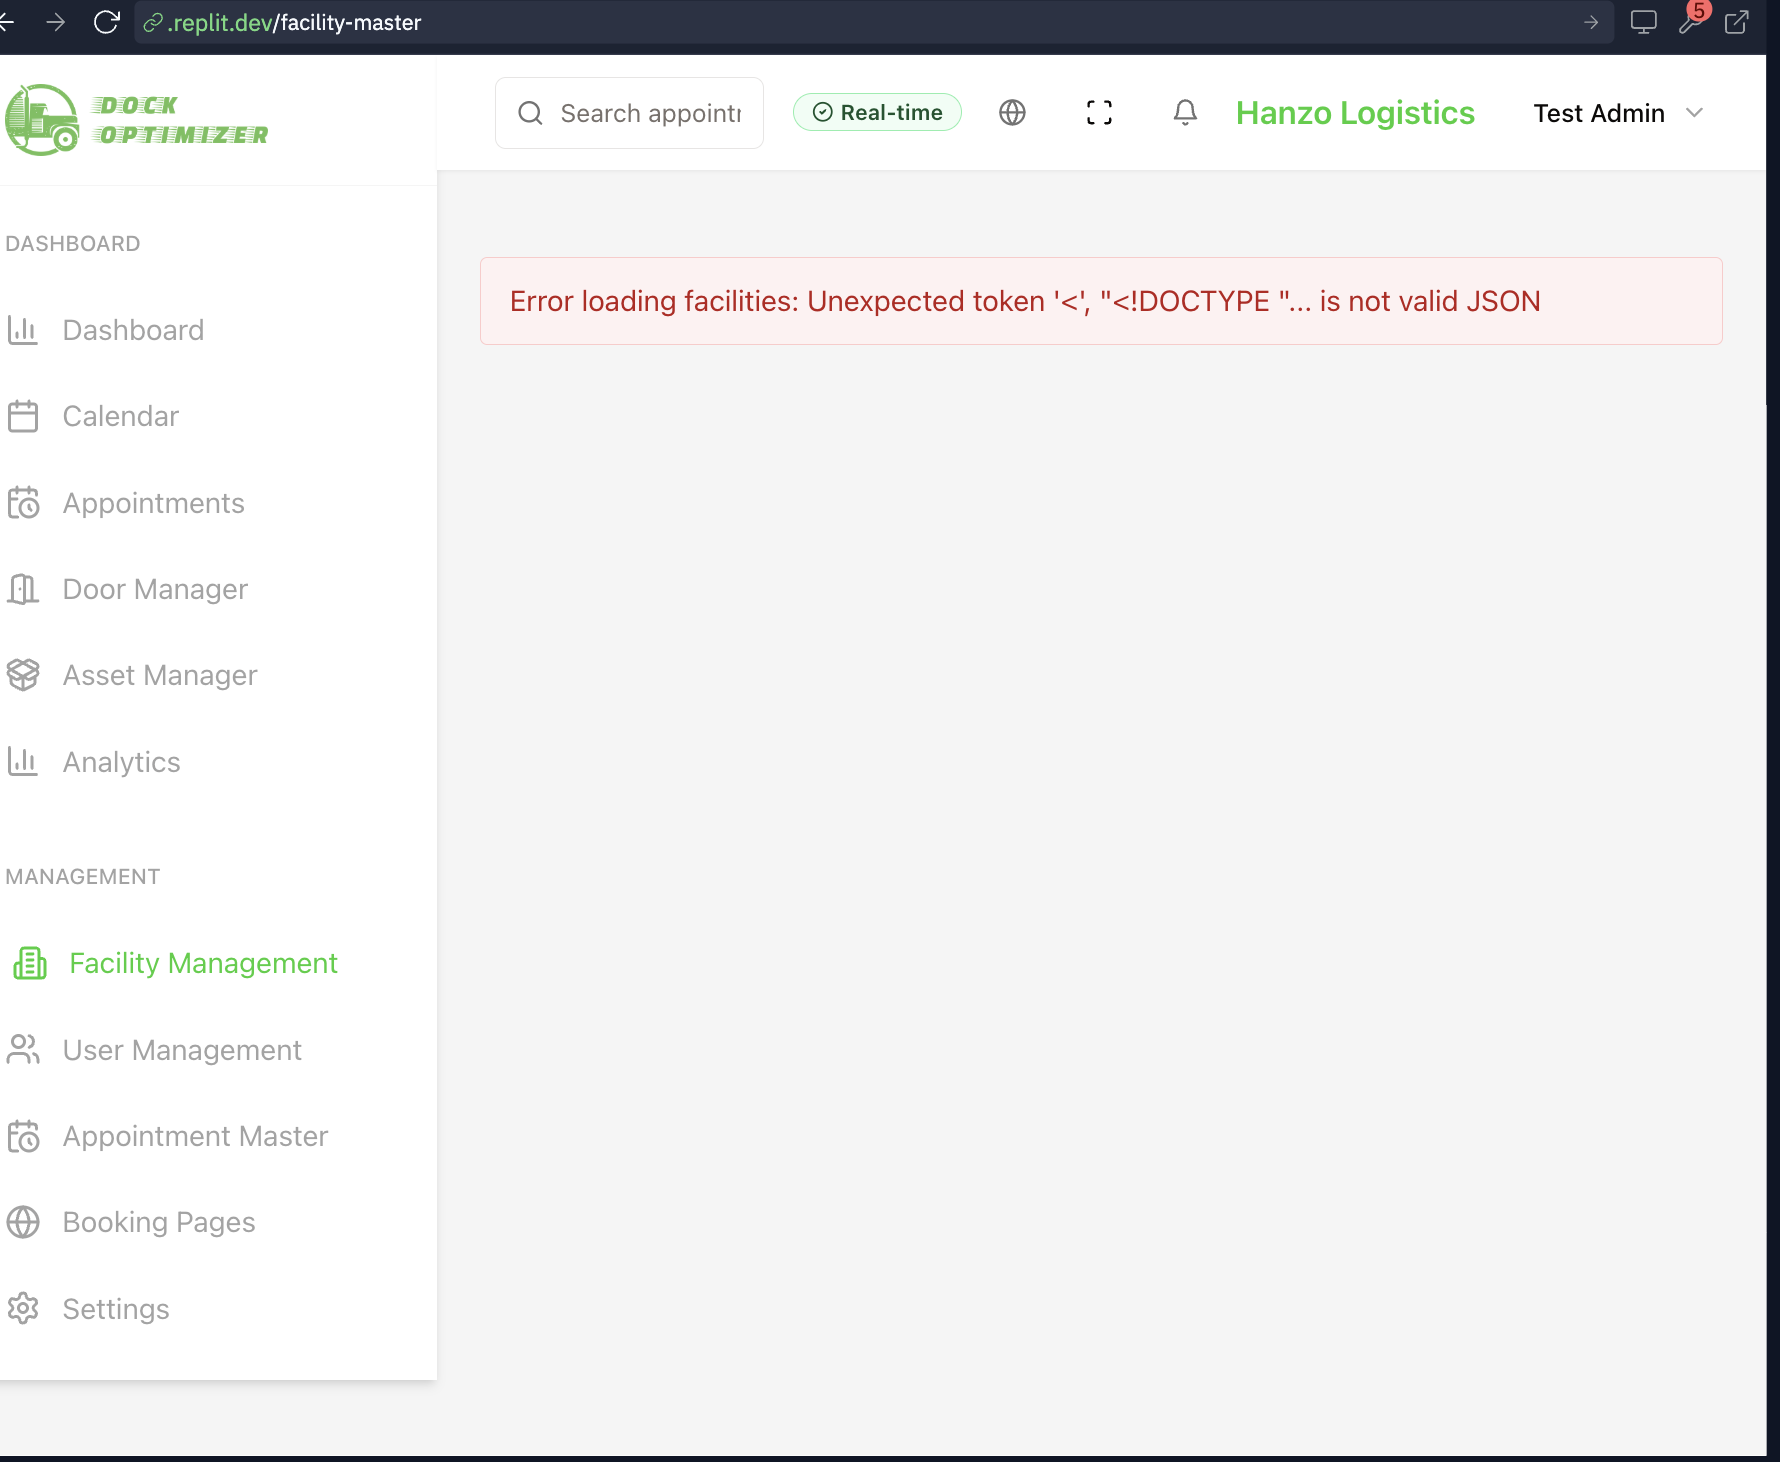 .replit.dev/facility-master
5
DOCK
OPTIMIZER
Search appointr
Real-time
Hanzo Logistics
Test Admin
DASHBOARD
Dashboard
Calendar
Appointments
Door Manager
Asset Manager
Analytics
MANAGEMENT
Facility Management
User Management
Appointment Master
Booking Pages
Settings
Error loading facilities: Unexpected token '<', "<!DOCTYPE "... is not valid JSON